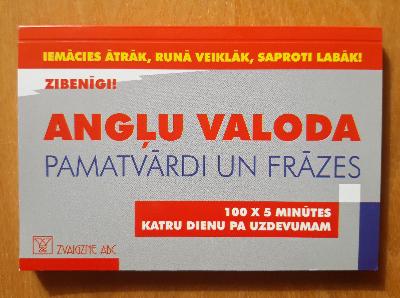 IEMĀCIES ĀTRĀK, RUNĀ VEIKLĀK, SAPROTI LABĀK!
ZIBENĪGI!
ANGĻU VALODA
PAMATVĀRDI UN FRĀZES
100 X 5 MINŪTES
KATRU DIENU PA UZDEVUMAM
ZVAIGZNE ABC